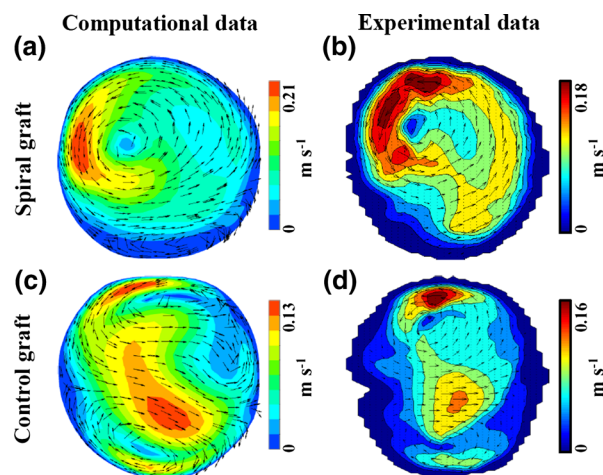 Computational data
Experimental data
(a)
(b)
Spiral graft
0.21
0
m s⁻¹
0.18
0
m s⁻¹
(c)
(d)
Control graft
0.13
0
m s⁻¹
0.16
0
m s⁻¹